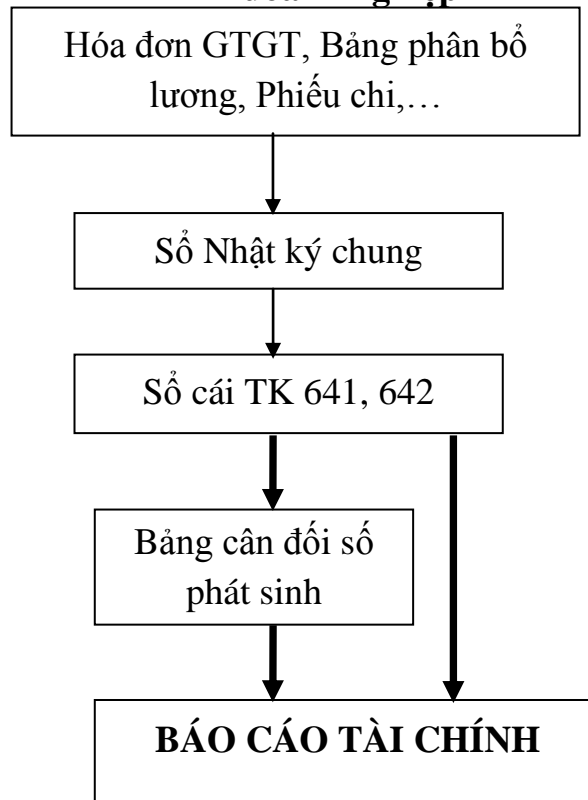 Hóa đơn GTGT, Bảng phân bổ
lương, Phiếu chi,…
Sổ Nhật ký chung
Sổ cái TK 641, 642
Bảng cân đối số
phát sinh
BÁO CÁO TÀI CHÍNH